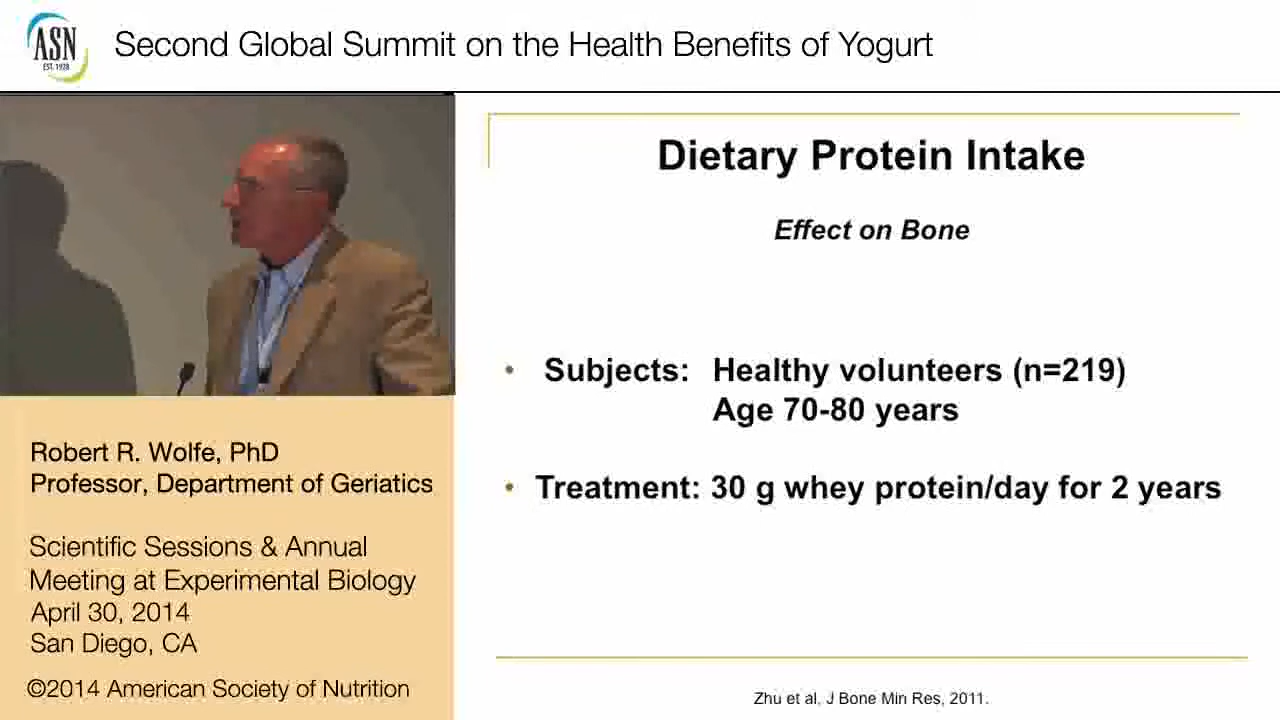 ASN
EST. 1928
Second Global Summit on the Health Benefits of Yogurt
Robert R. Wolfe, PhD
Professor, Department of Geriatics
Scientific Sessions & Annual
Meeting at Experimental Biology
April 30, 2014
San Diego, CA
©2014 American Society of Nutrition
Dietary Protein Intake
Effect on Bone
• Subjects: Healthy volunteers (n=219)
Age 70-80 years
• Treatment: 30 g whey protein/day for 2 years
Zhu et al, J Bone Min Res, 2011.